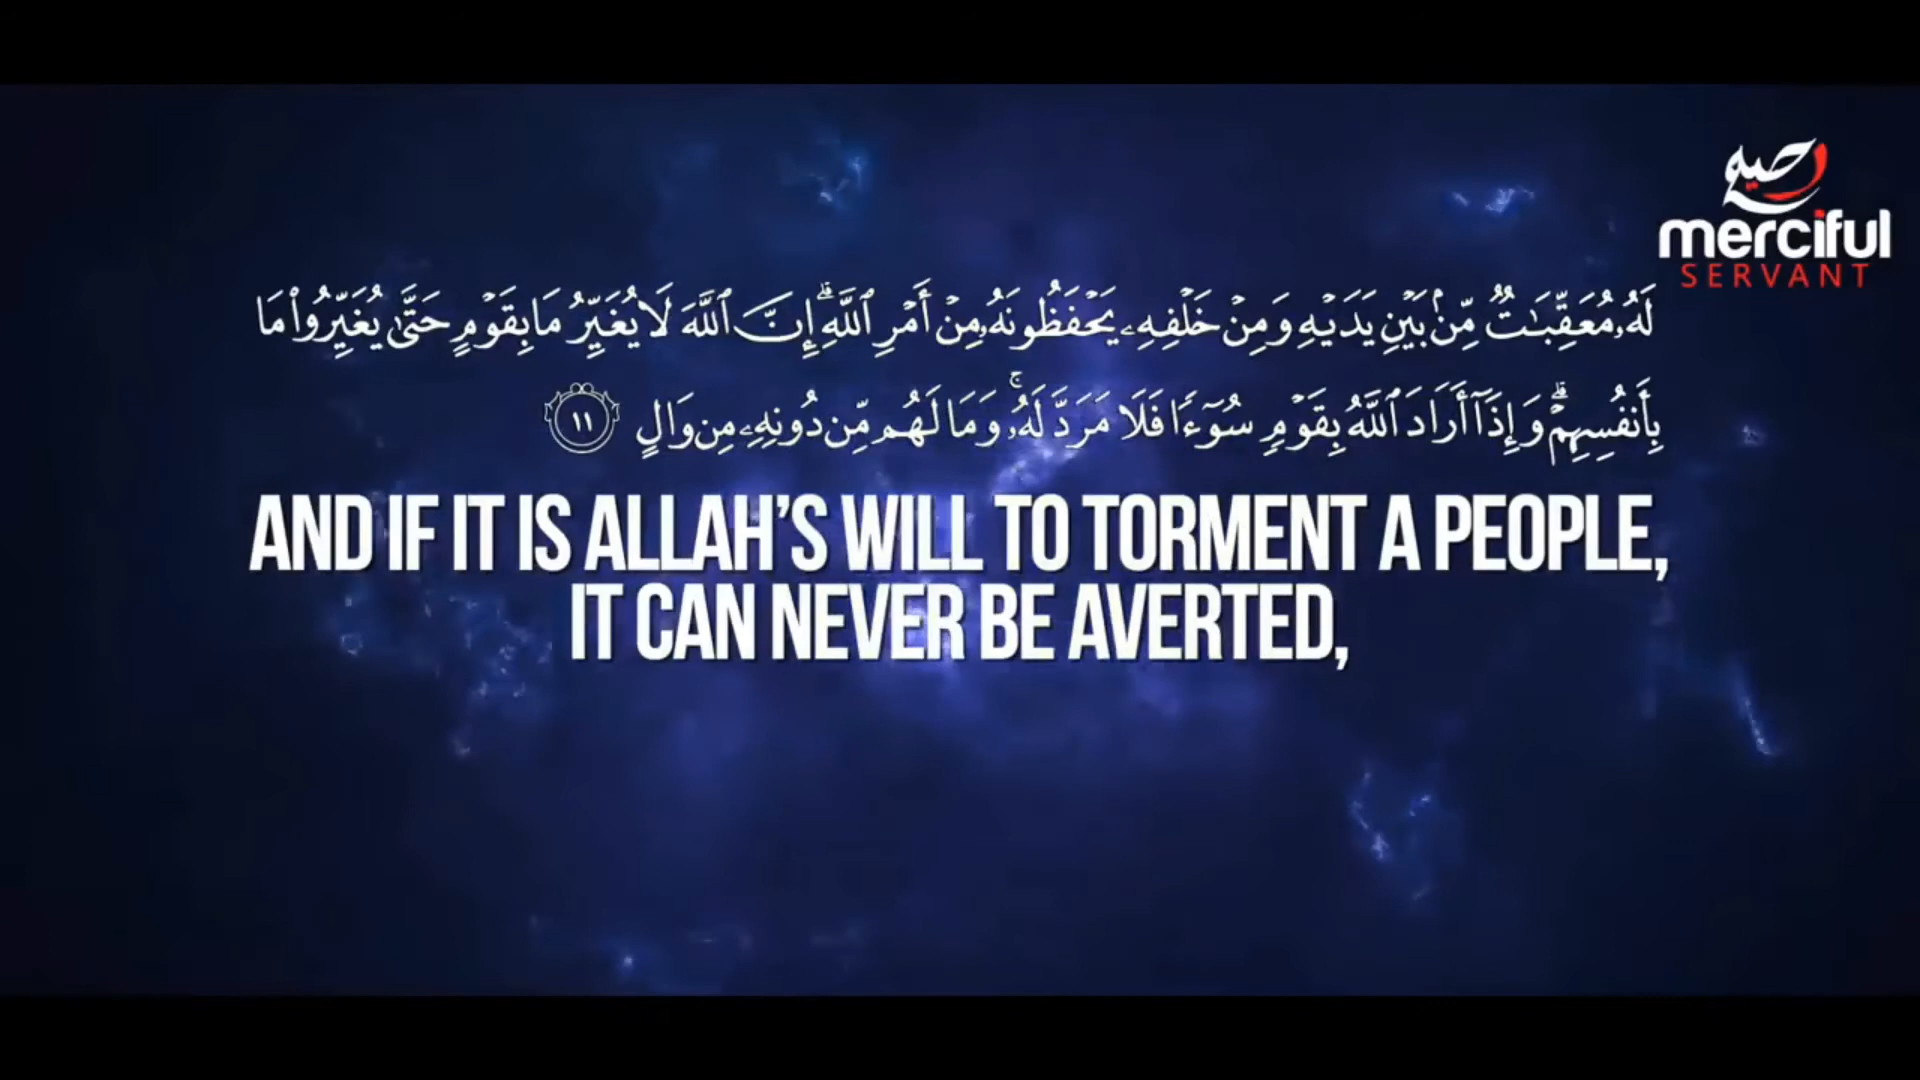 رحيم
merciful
SERVANT
لَهُۥ مُعَقِّبَٰتٌ مِّنۢ بَيْنِ يَدَيْهِ وَمِنْ خَلْفِهِۦ يَحْفَظُونَهُۥ مِنْ أَمْرِ ٱللَّهِ ۗ إِنَّ ٱللَّهَ لَا يُغَيِّرُ مَا بِقَوْمٍ حَتَّىٰ يُغَيِّرُوا۟ مَا
بِأَنفُسِهِمْ ۗ وَإِذَآ أَرَادَ ٱللَّهُ بِقَوْمٍ سُوٓءًا فَلَا مَرَدَّ لَهُۥ ۚ وَمَا لَهُم مِّن دُونِهِۦ مِن وَالٍ ١١
AND IF IT IS ALLAH’S WILL TO TORMENT A PEOPLE,
IT CAN NEVER BE AVERTED,